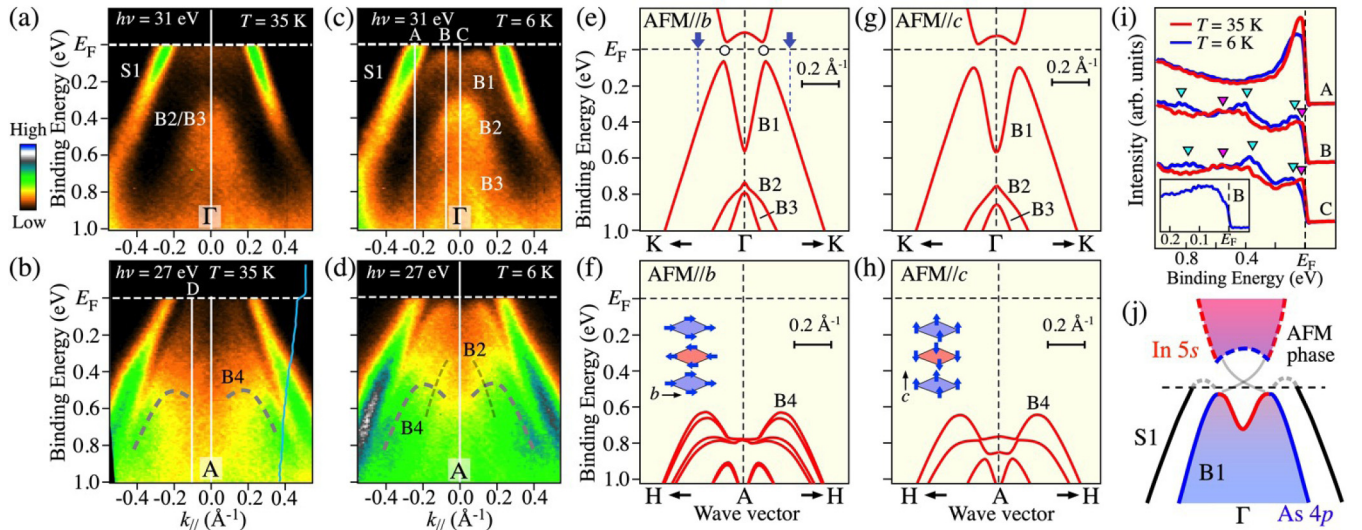 (a)
hν = 31 eV
T = 35 K
E_F
S1
B2/B3
Γ
High
Low
Binding Energy (eV)
0.2
0.4
0.6
0.8
1.0
-0.4 -0.2 0.0 0.2 0.4
(c)
hν = 31 eV
T = 6 K
A
B
C
S1
B1
B2
B3
Γ
-0.4 -0.2 0.0 0.2 0.4
(e)
AFM//b
E_F
0.2 Å⁻¹
B1
B2
B3
Binding Energy (eV)
0.2
0.4
0.6
0.8
1.0
K ← Γ → K
(g)
AFM//c
0.2 Å⁻¹
B1
B2
B3
K ← Γ → K
(i)
T = 35 K
T = 6 K
A
B
C
B
0.2 0.1 E_F
Intensity (arb. units)
0.8 0.4 E_F
Binding Energy (eV)
(b)
hν = 27 eV
T = 35 K
D
E_F
B4
A
Binding Energy (eV)
0.2
0.4
0.6
0.8
1.0
-0.4 -0.2 0.0 0.2 0.4
k// (Å⁻¹)
(d)
hν = 27 eV
T = 6 K
B2
B4
A
-0.4 -0.2 0.0 0.2 0.4
k// (Å⁻¹)
(f)
AFM//b
E_F
0.2 Å⁻¹
b
B4
Binding Energy (eV)
0.2
0.4
0.6
0.8
1.0
H ← A → H
Wave vector
(h)
AFM//c
0.2 Å⁻¹
c
B4
H ← A → H
Wave vector
(j)
In 5s
AFM
phase
S1
B1
Γ
As 4p